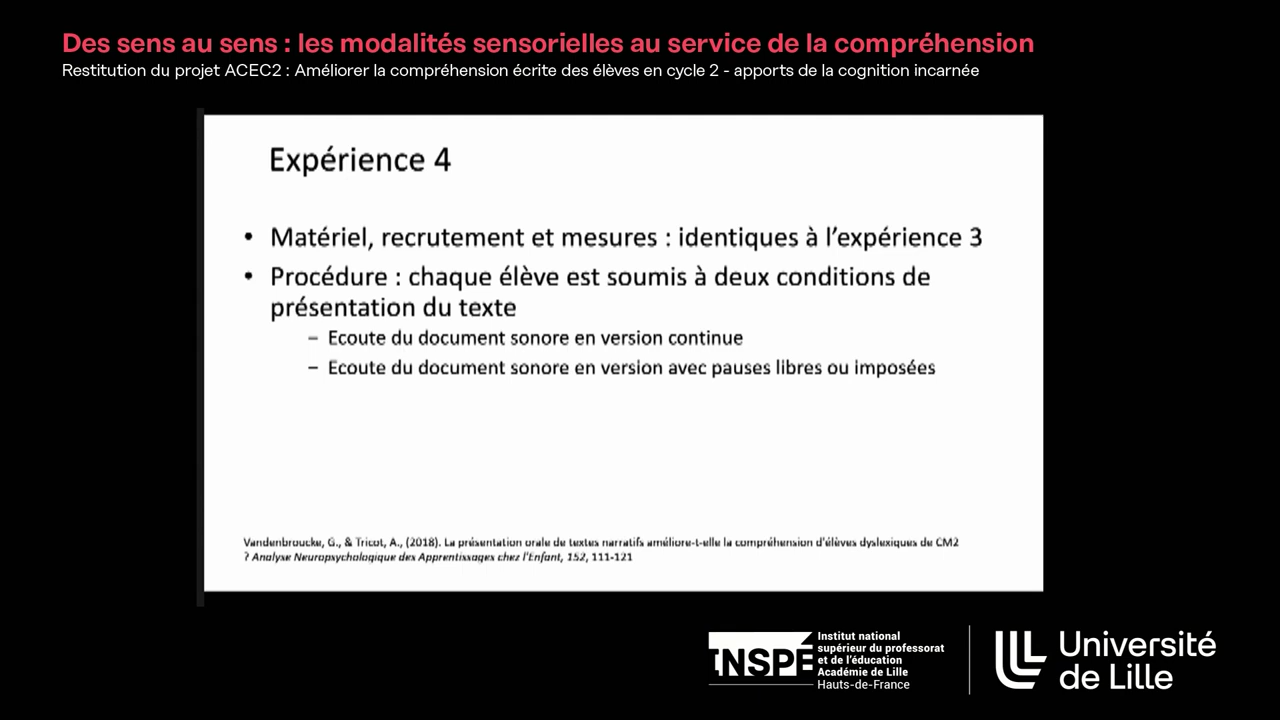 Des sens au sens : les modalités sensorielles au service de la compréhension
Restitution du projet ACEC2 : Améliorer la compréhension écrite des élèves en cycle 2 - apports de la cognition incarnée
Expérience 4
• Matériel, recrutement et mesures : identiques à l'expérience 3
• Procédure : chaque élève est soumis à deux conditions de
présentation du texte
– Ecoute du document sonore en version continue
– Ecoute du document sonore en version avec pauses libres ou imposées
Vandenbroucke, G., & Tricot, A., (2018). La présentation orale de textes narratifs améliore-t-elle la compréhension d'élèves dyslexiques de CM2
? Analyse Neuropsychologique des Apprentissages chez l'Enfant, 152, 111-121
INSPÉ
Institut national
supérieur du professorat
et de l'éducation
Académie de Lille
Hauts-de-France
Université
de Lille